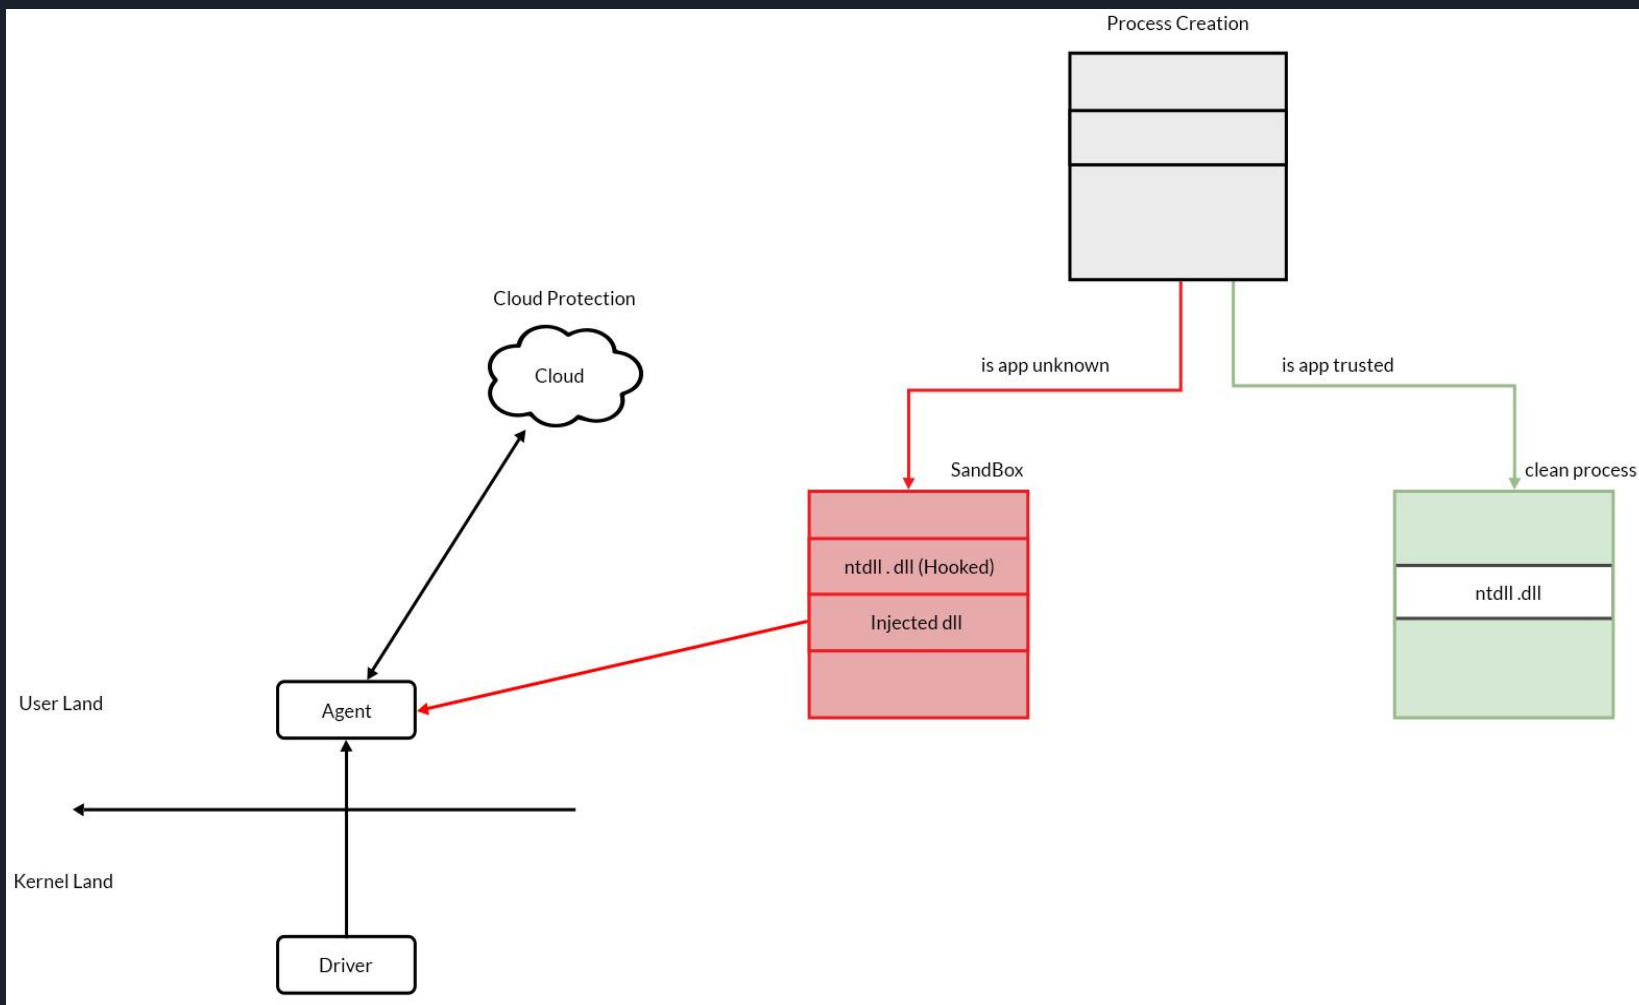 Process Creation
Cloud Protection
Cloud
is app unknown
is app trusted
SandBox
clean process
ntdll . dll (Hooked)
ntdll .dll
Injected dll
User Land
Agent
Kernel Land
Driver